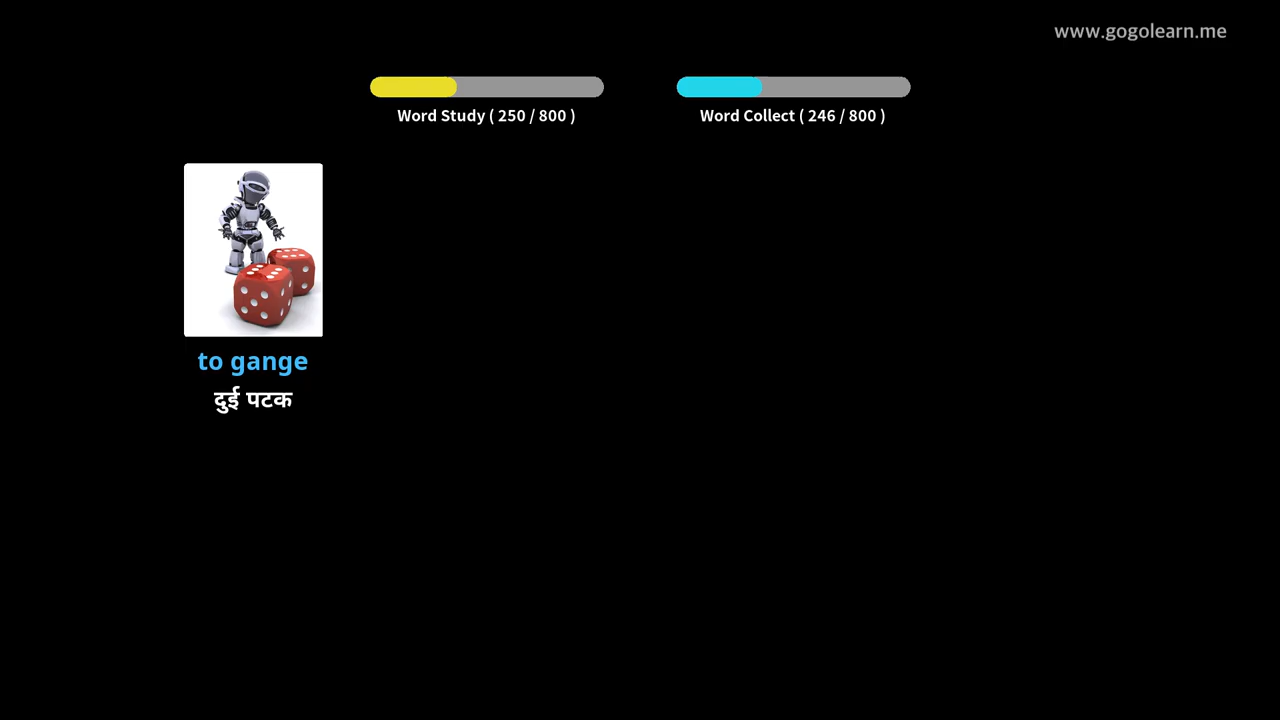 www.gogolearn.me
Word Study ( 250 / 800 )
Word Collect ( 246 / 800 )
to gange
दुई पटक